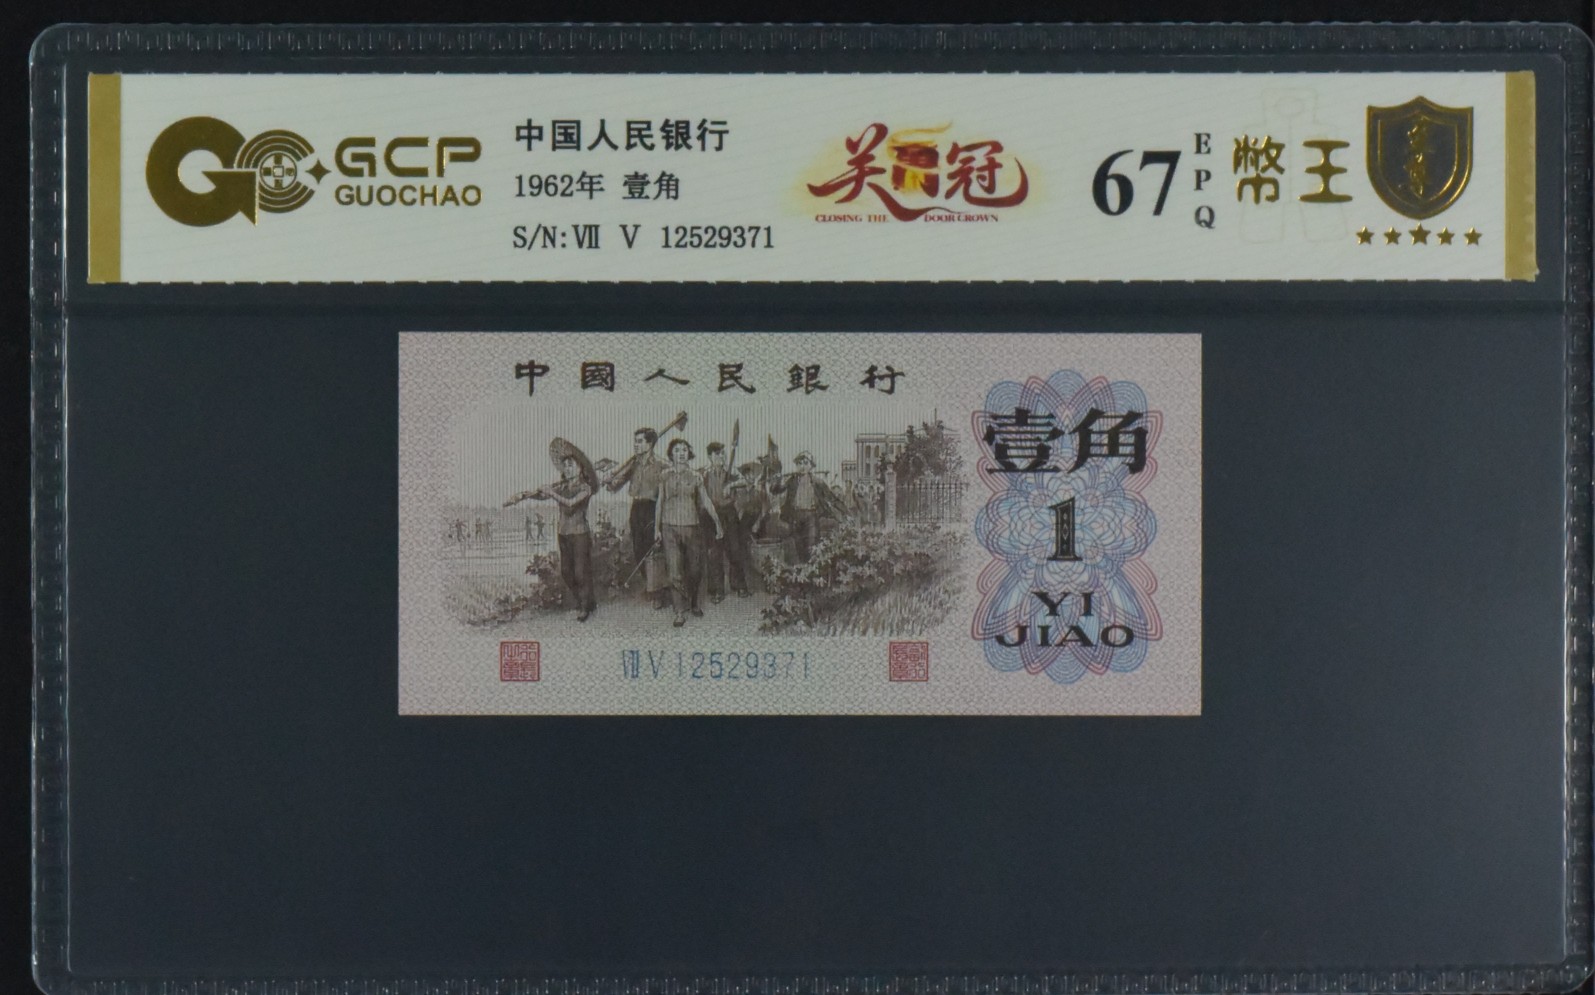 GCP
GUOCHAO
中国人民银行
1962年 壹角
S/N:Ⅶ Ⅴ 12529371
关门冠
CLOSING THE DOOR CROWN
67
EPQ
幣王
中國人民銀行
壹角
1
YI
JIAO
Ⅶ Ⅴ 12529371